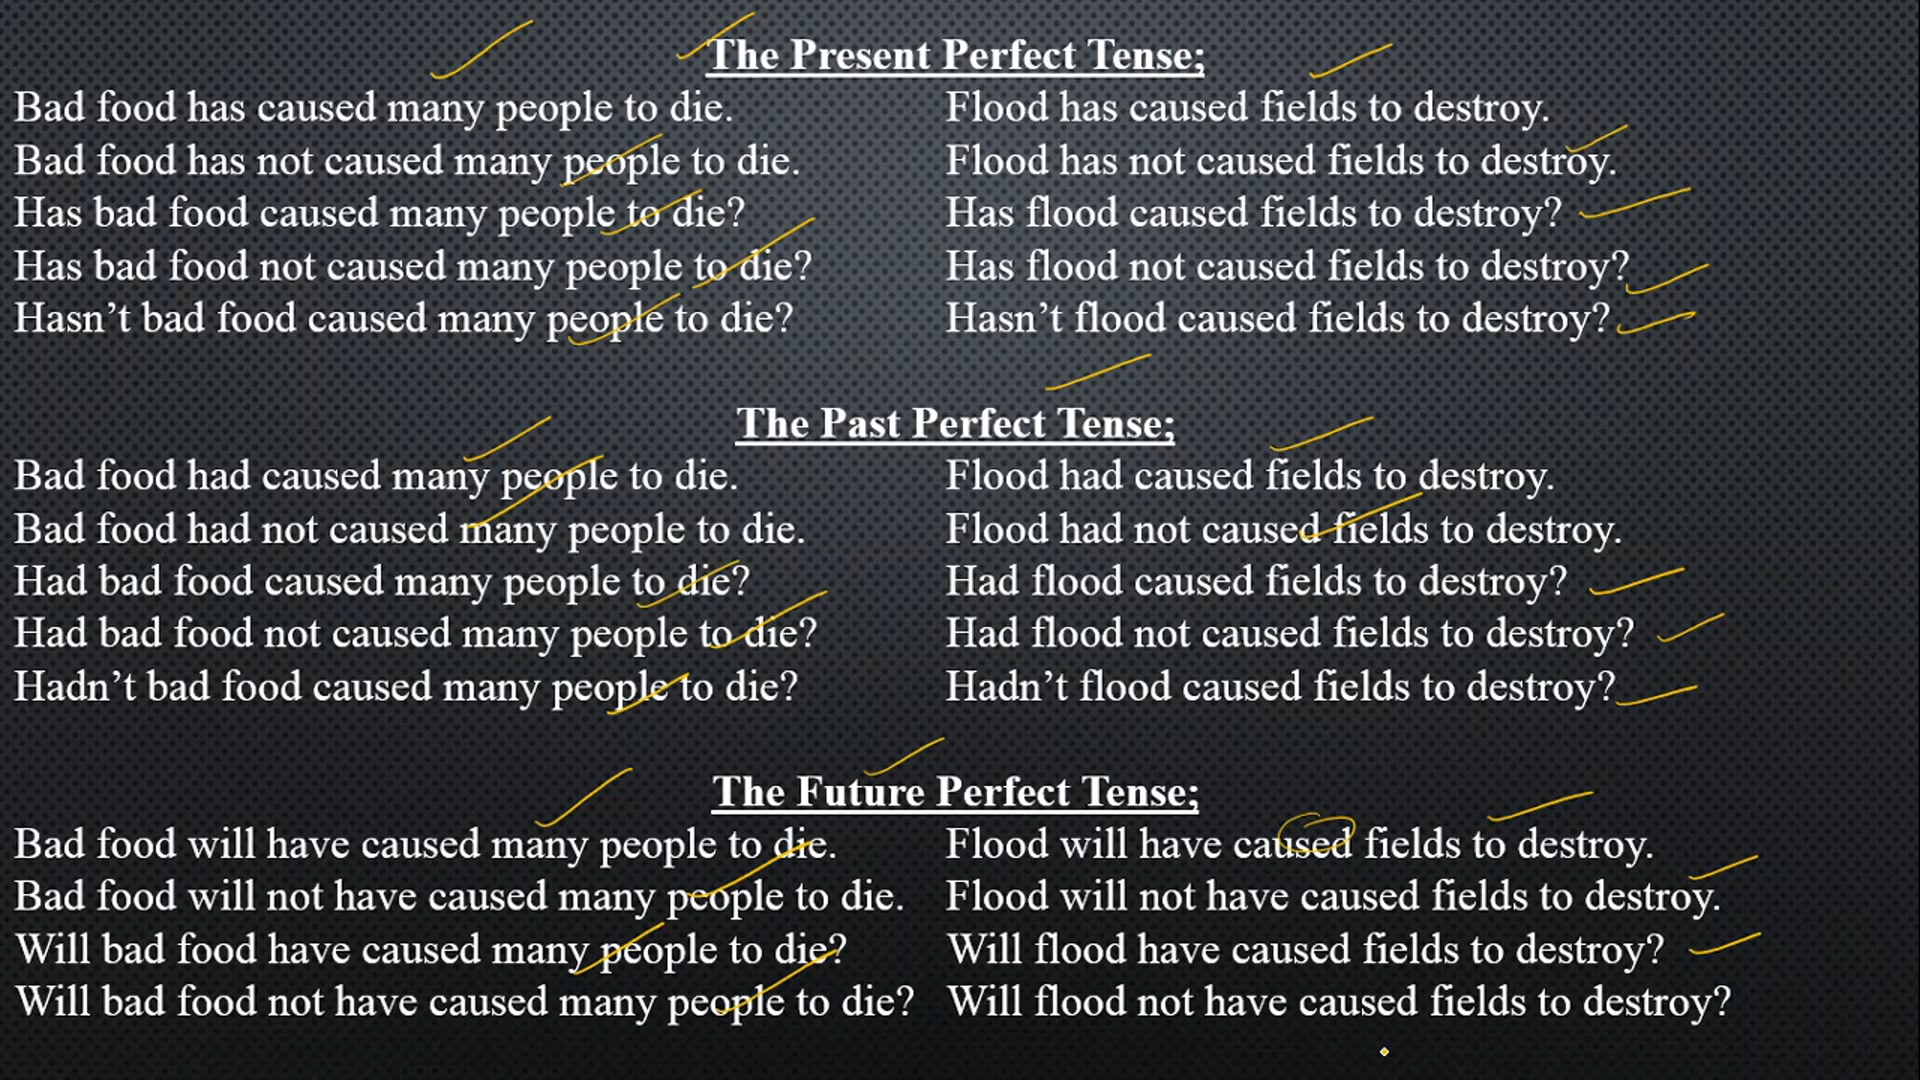 The Present Perfect Tense;
Bad food has caused many people to die. Flood has caused fields to destroy.
Bad food has not caused many people to die. Flood has not caused fields to destroy.
Has bad food caused many people to die? Has flood caused fields to destroy?
Has bad food not caused many people to die? Has flood not caused fields to destroy?
Hasn’t bad food caused many people to die? Hasn’t flood caused fields to destroy?
The Past Perfect Tense;
Bad food had caused many people to die. Flood had caused fields to destroy.
Bad food had not caused many people to die. Flood had not caused fields to destroy.
Had bad food caused many people to die? Had flood caused fields to destroy?
Had bad food not caused many people to die? Had flood not caused fields to destroy?
Hadn’t bad food caused many people to die? Hadn’t flood caused fields to destroy?
The Future Perfect Tense;
Bad food will have caused many people to die. Flood will have caused fields to destroy.
Bad food will not have caused many people to die. Flood will not have caused fields to destroy.
Will bad food have caused many people to die? Will flood have caused fields to destroy?
Will bad food not have caused many people to die? Will flood not have caused fields to destroy?